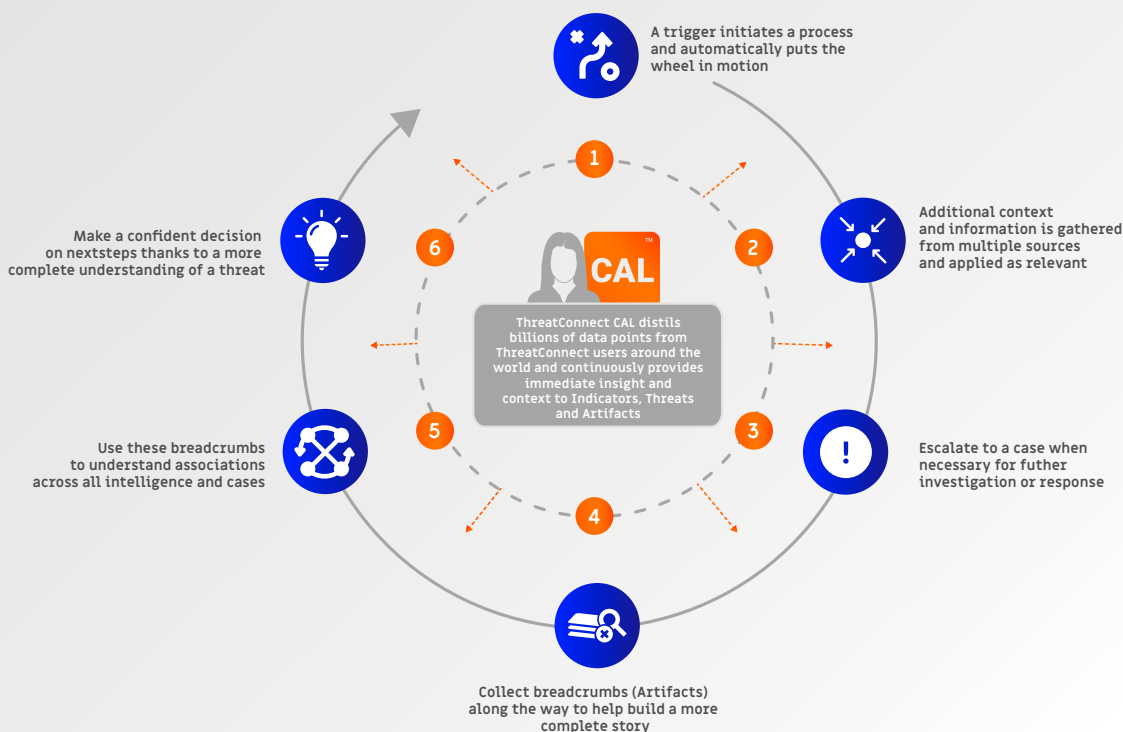 A trigger initiates a process
and automatically puts the
wheel in motion
1
2
Additional context
and information is gathered
from multiple sources
and applied as relevant
3
Escalate to a case when
necessary for futher
investigation or response
4
Collect breadcrumbs (Artifacts)
along the way to help build a more
complete story
5
Use these breadcrumbs
to understand associations
across all intelligence and cases
6
Make a confident decision
on nextsteps thanks to a more
complete understanding of a threat
CAL™
ThreatConnect CAL distils
billions of data points from
ThreatConnect users around the
world and continuously provides
immediate insight and
context to Indicators, Threats
and Artifacts
!